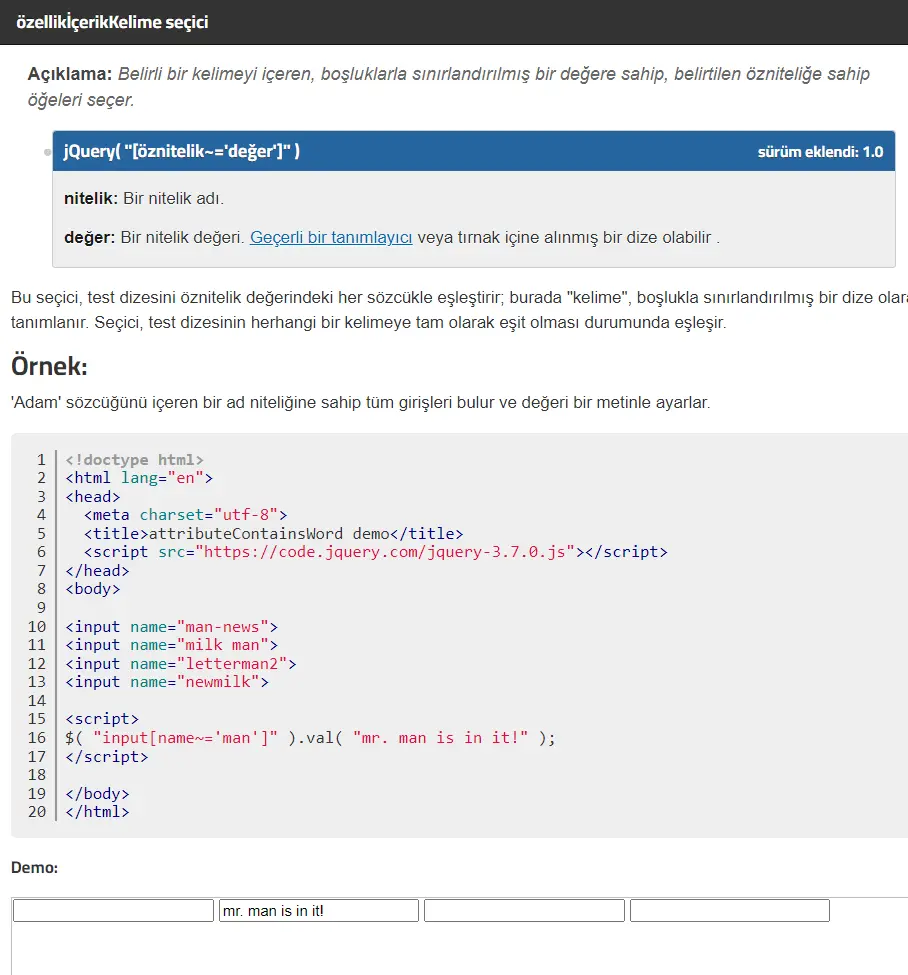 özellikİçerikKelime seçici
Açıklama: Belirli bir kelimeyi içeren, boşluklarla sınırlandırılmış bir değere sahip, belirtilen özniteliğe sahip
öğeleri seçer.
jQuery( "[öznitelik~='değer']" )
sürüm eklendi: 1.0
nitelik: Bir nitelik adı.
değer: Bir nitelik değeri. Geçerli bir tanımlayıcı veya tırnak içine alınmış bir dize olabilir .
Bu seçici, test dizesini öznitelik değerindeki her sözcükle eşleştirir; burada "kelime", boşlukla sınırlandırılmış bir dize olara
tanımlanır. Seçici, test dizesinin herhangi bir kelimeye tam olarak eşit olması durumunda eşleşir.
Örnek:
'Adam' sözcüğünü içeren bir ad niteliğine sahip tüm girişleri bulur ve değeri bir metinle ayarlar.
1 <!doctype html>
2 <html lang="en">
3 <head>
4   <meta charset="utf-8">
5   <title>attributeContainsWord demo</title>
6   <script src="https://code.jquery.com/jquery-3.7.0.js"></script>
7 </head>
8 <body>
9
10 <input name="man-news">
11 <input name="milk man">
12 <input name="letterman2">
13 <input name="newmilk">
14
15 <script>
16 $( "input[name~='man']" ).val( "mr. man is in it!" );
17 </script>
18
19 </body>
20 </html>
Demo:
mr. man is in it!